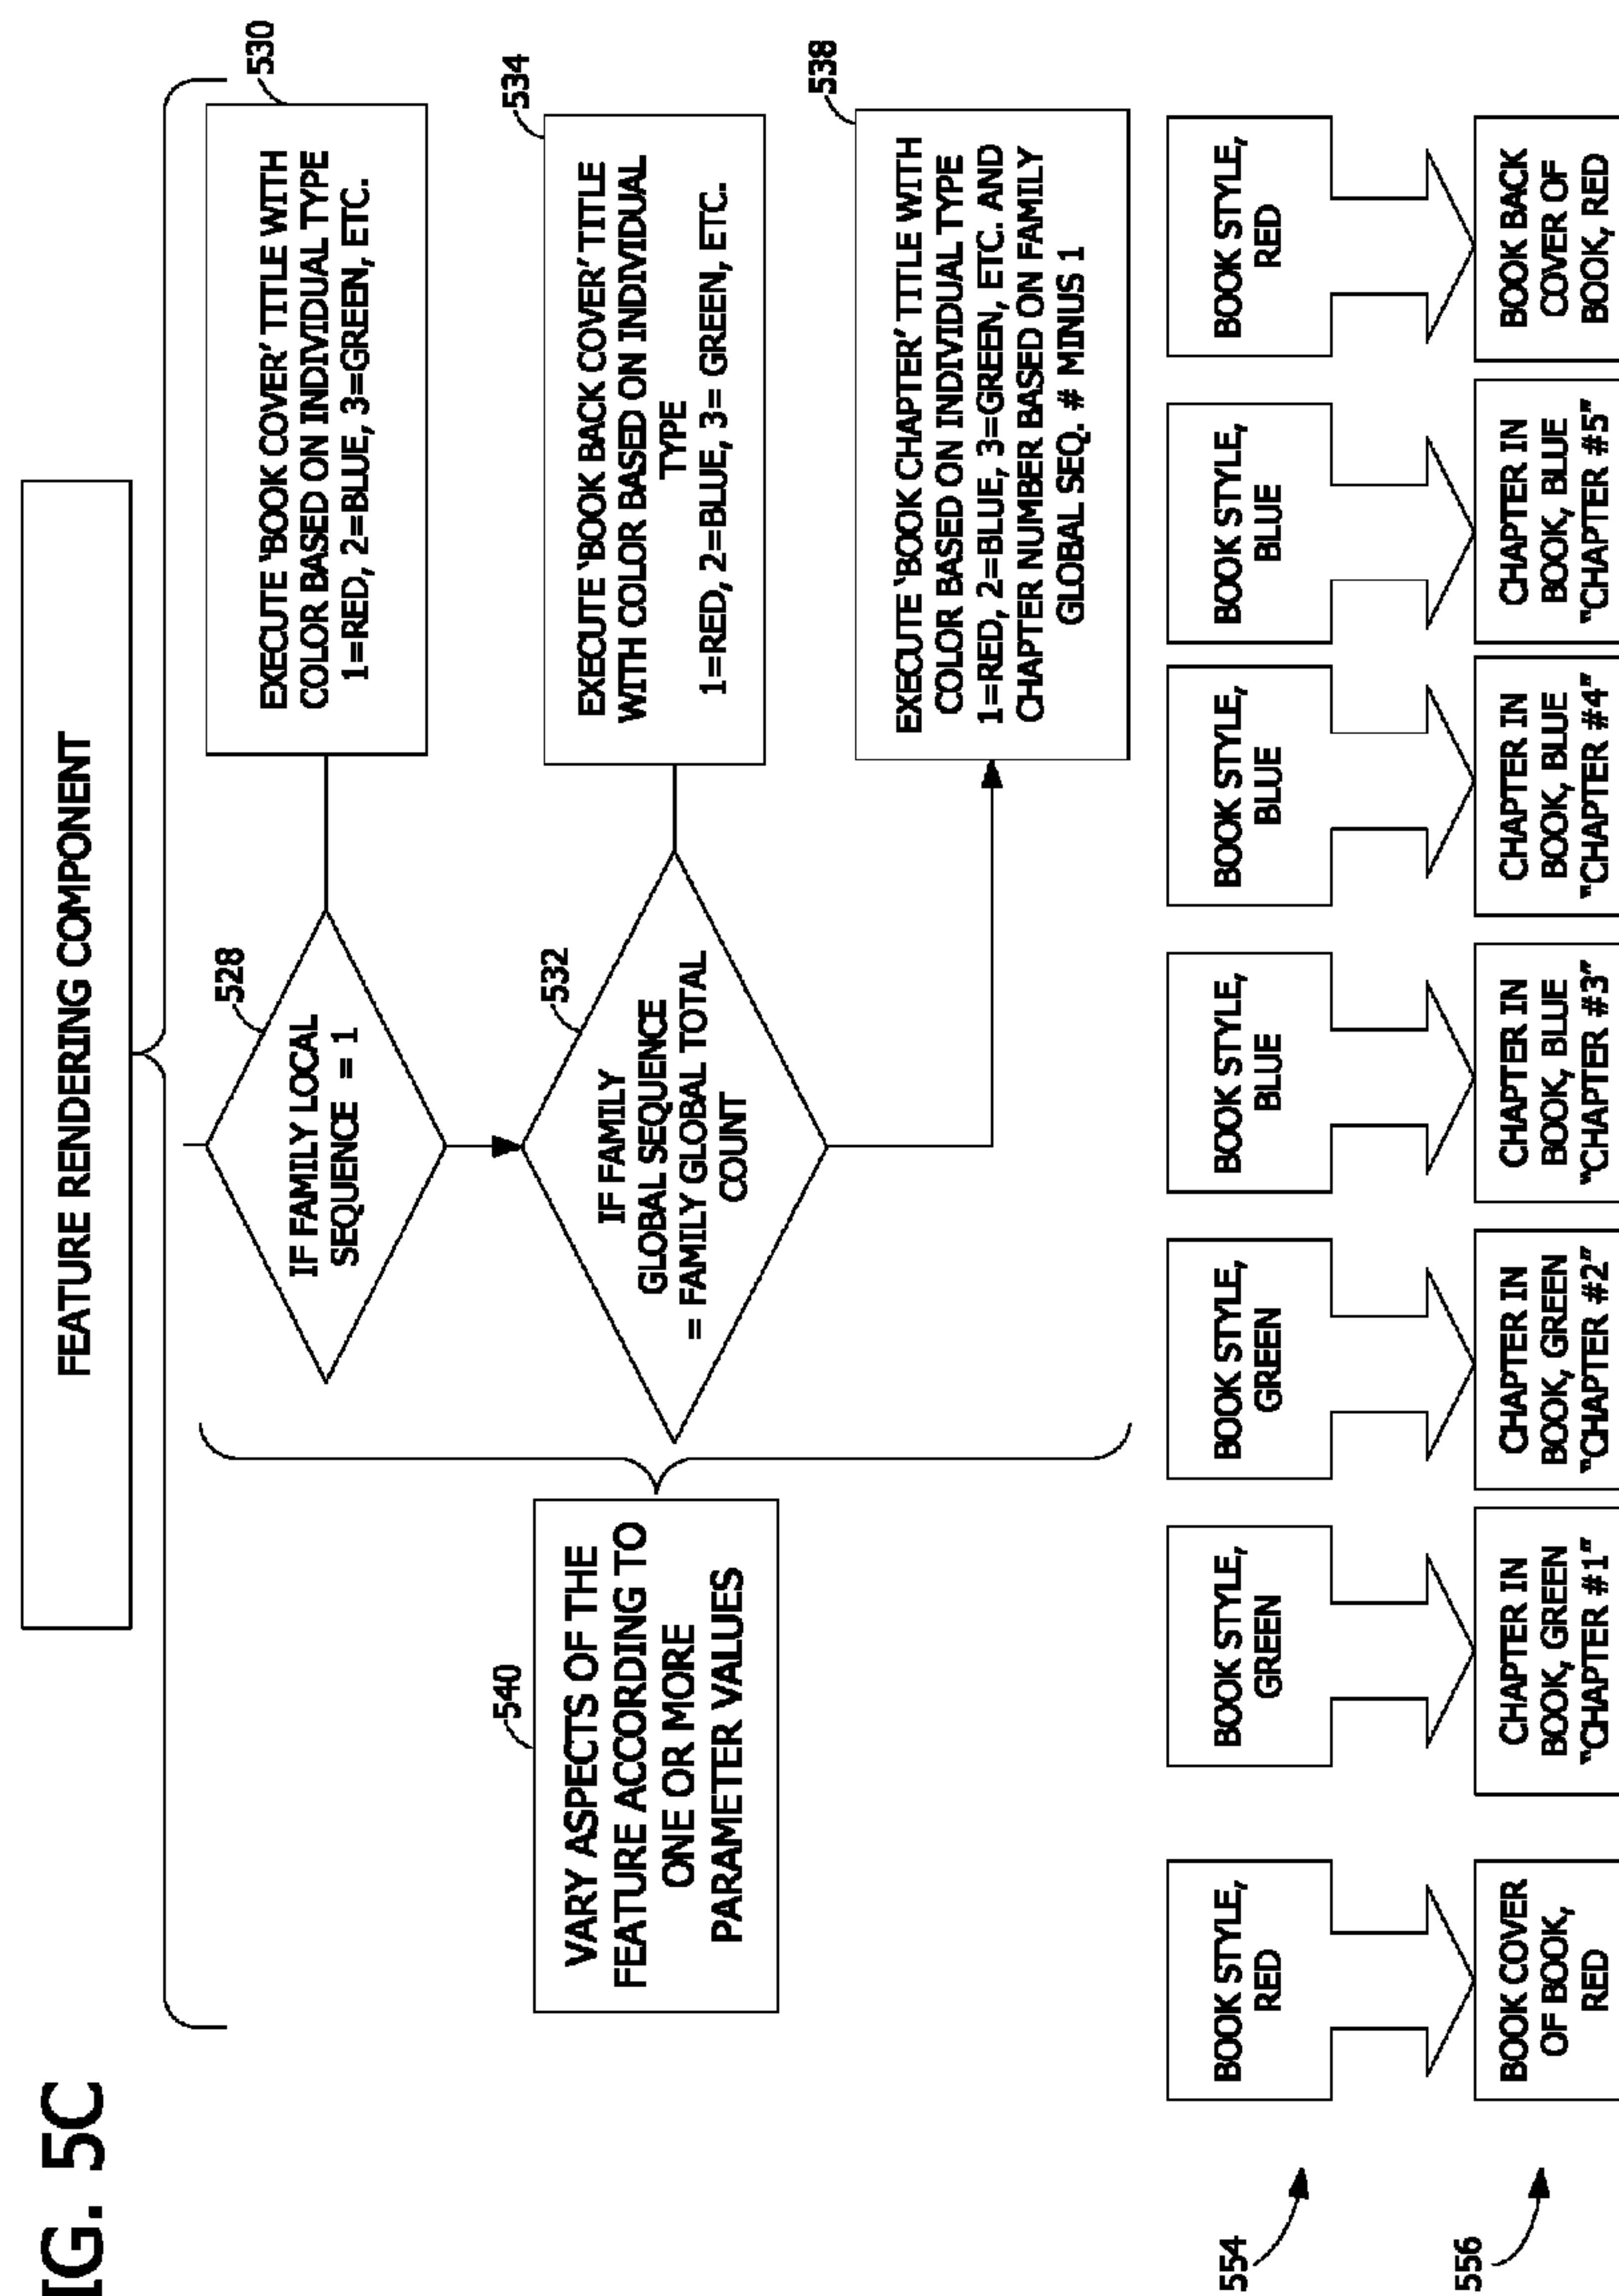 IG. 5C
FEATURE RENDERING COMPONENT
528
IF FAMILY LOCAL
SEQUENCE = 1
530
EXECUTE 'BOOK COVER' TITLE WITH
COLOR BASED ON INDIVIDUAL TYPE
1=RED, 2=BLUE, 3=GREEN, ETC.
540
VARY ASPECTS OF THE
FEATURE ACCORDING TO
ONE OR MORE
PARAMETER VALUES
532
IF FAMILY
GLOBAL SEQUENCE
= FAMILY GLOBAL TOTAL
COUNT
534
EXECUTE 'BOOK BACK COVER' TITLE
WITH COLOR BASED ON INDIVIDUAL
TYPE
1=RED, 2=BLUE, 3= GREEN, ETC.
538
EXECUTE 'BOOK CHAPTER' TITLE WITH
COLOR BASED ON INDIVIDUAL TYPE
1=RED, 2=BLUE, 3=GREEN, ETC. AND
CHAPTER NUMBER BASED ON FAMILY
GLOBAL SEQ. # MINUS 1
554
BOOK STYLE,
RED
BOOK STYLE,
GREEN
BOOK STYLE,
GREEN
BOOK STYLE,
BLUE
BOOK STYLE,
BLUE
BOOK STYLE,
BLUE
BOOK STYLE,
RED
556
BOOK COVER
OF BOOK,
RED
CHAPTER IN
BOOK, GREEN
"CHAPTER #1"
CHAPTER IN
BOOK, GREEN
"CHAPTER #2"
CHAPTER IN
BOOK, BLUE
"CHAPTER #3"
CHAPTER IN
BOOK, BLUE
"CHAPTER #4"
CHAPTER IN
BOOK, BLUE
"CHAPTER #5"
BOOK BACK
COVER OF
BOOK, RED